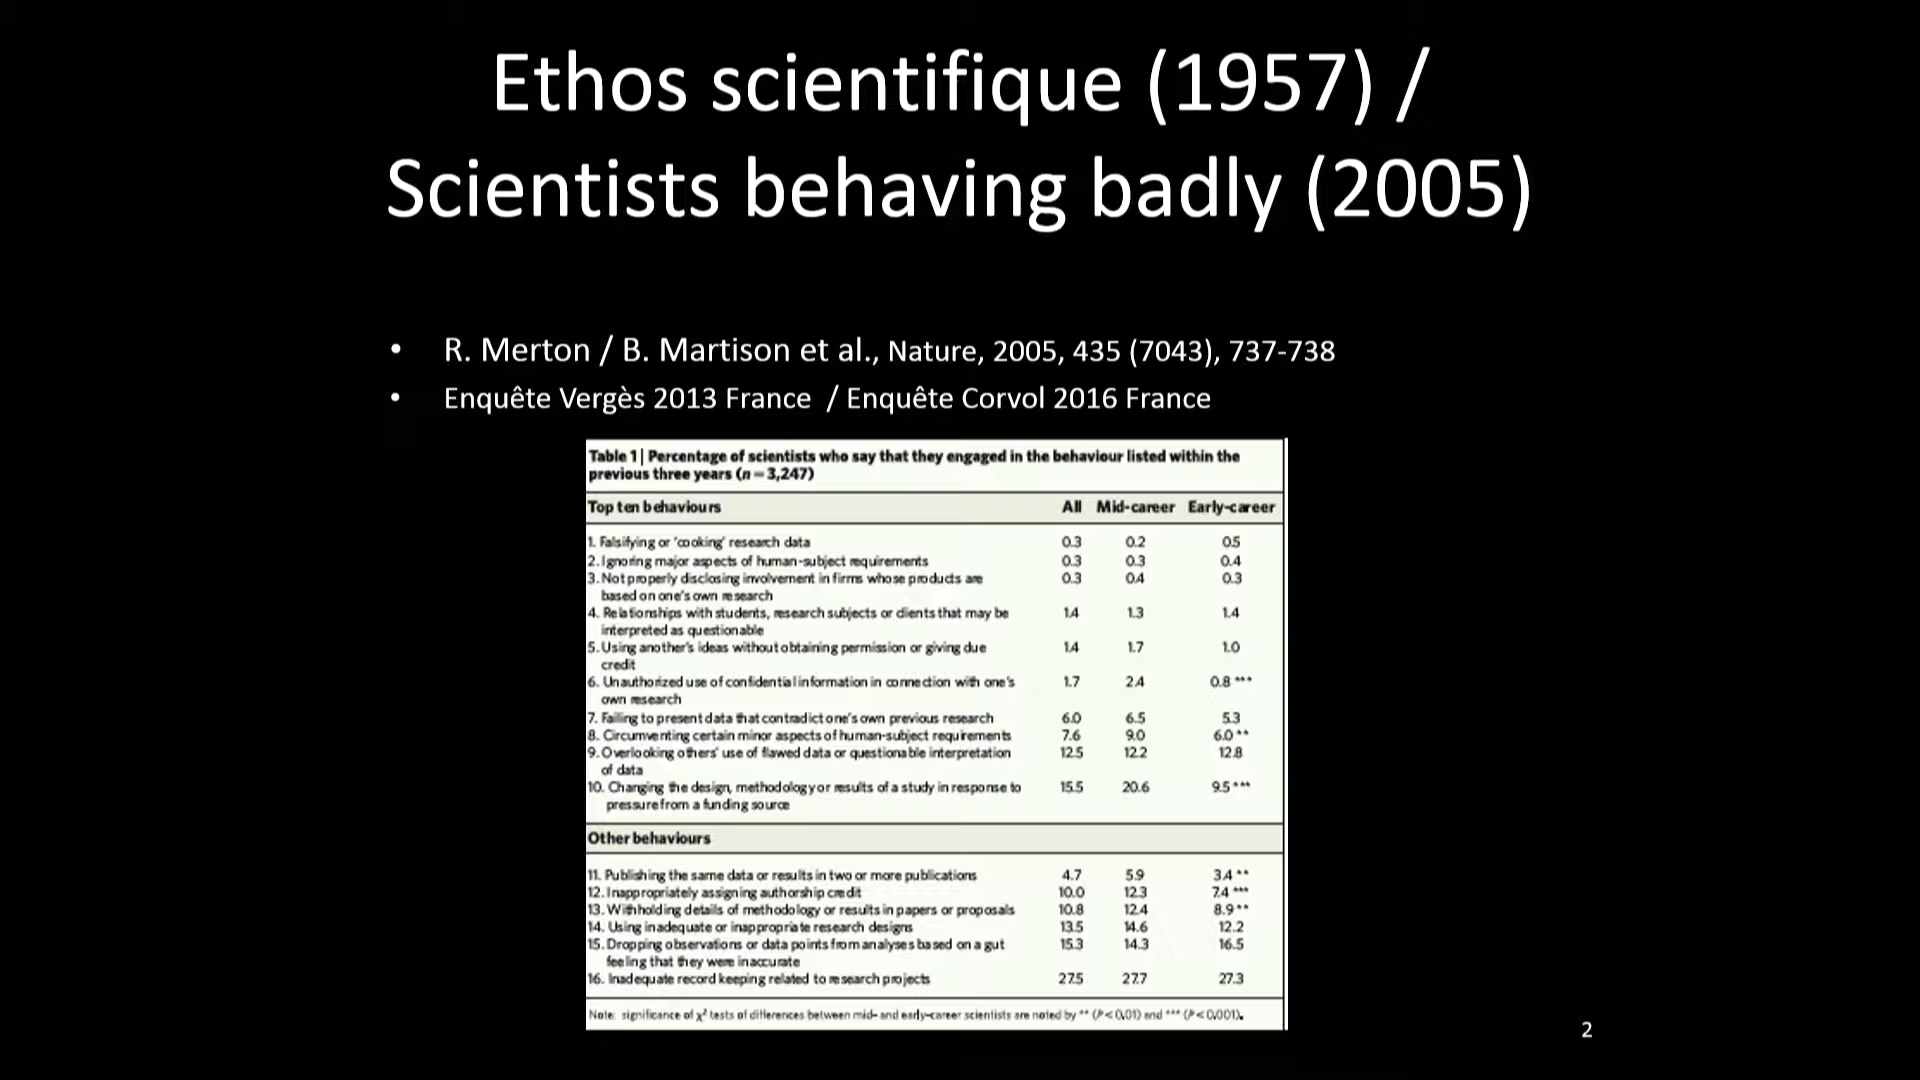 Ethos scientifique (1957) /
Scientists behaving badly (2005)
• R. Merton / B. Martison et al., Nature, 2005, 435 (7043), 737-738
• Enquête Vergès 2013 France / Enquête Corvol 2016 France
Table 1| Percentage of scientists who say that they engaged in the behaviour listed within the
previous three years (n = 3,247)
Top ten behaviours All Mid-career Early-career
1. Falsifying or 'cooking' research data 0.3 0.2 0.5
2. Ignoring major aspects of human-subject requirements 0.3 0.3 0.4
3. Not properly disclosing involvement in firms whose products are 0.3 0.4 0.3
based on one's own research
4. Relationships with students, research subjects or clients that may be 1.4 1.3 1.4
interpreted as questionable
5. Using another's ideas without obtaining permission or giving due 1.4 1.7 1.0
credit
6. Unauthorized use of confidential information in connection with one's 1.7 2.4 0.8 ***
own research
7. Failing to present data that contradict one's own previous research 6.0 6.5 5.3
8. Circumventing certain minor aspects of human-subject requirements 7.6 9.0 6.0 **
9. Overlooking others' use of flawed data or questionable interpretation 12.5 12.2 12.8
of data
10. Changing the design, methodology or results of a study in response to 15.5 20.6 9.5 ***
pressure from a funding source
Other behaviours
11. Publishing the same data or results in two or more publications 4.7 5.9 3.4 **
12. Inappropriately assigning authorship credit 10.0 12.3 7.4 ***
13. Withholding details of methodology or results in papers or proposals 10.8 12.4 8.9 **
14. Using inadequate or inappropriate research designs 13.5 14.6 12.2
15. Dropping observations or data points from analyses based on a gut 15.3 14.3 16.5
feeling that they were inaccurate
16. Inadequate record keeping related to research projects 27.5 27.7 27.3
Note: significance of χ² tests of differences between mid- and early-career scientists are noted by ** (P < 0.01) and *** (P < 0.001).
2